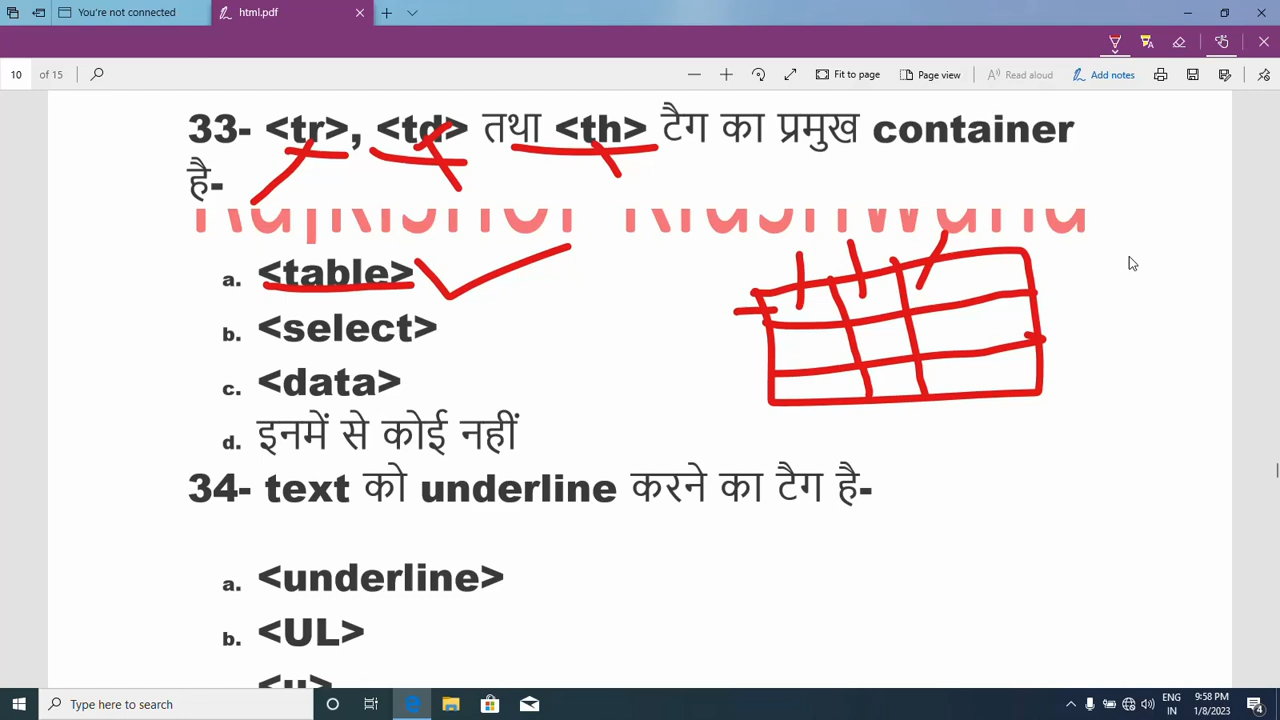 You're not connected
html.pdf
10 of 15
Fit to page
Page view
Read aloud
Add notes
33- <tr>, <td> तथा <th> टैग का प्रमुख container
है-
a. <table>
b. <select>
c. <data>
d. इनमें से कोई नहीं
34- text को underline करने का टैग है-
a. <underline>
b. <UL>
<u>
Type here to search
ENG
9:58 PM
IN
1/8/2023